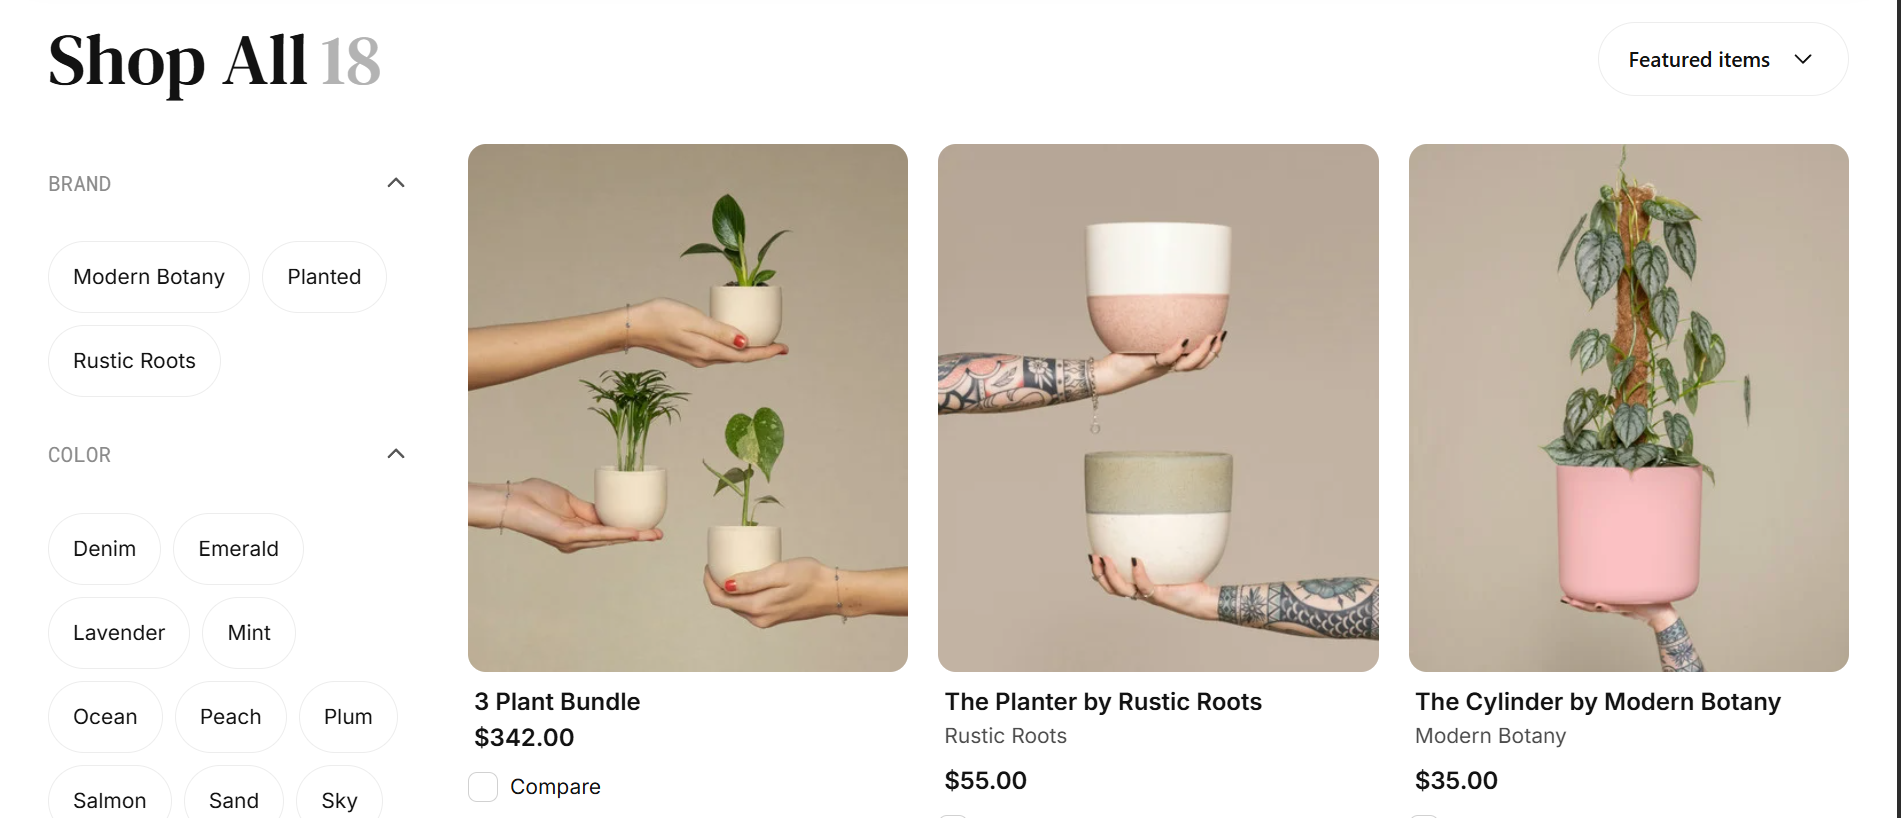 Shop All 18
Featured items
BRAND
Modern Botany
Planted
Rustic Roots
COLOR
Denim
Emerald
Lavender
Mint
Ocean
Peach
Plum
Salmon
Sand
Sky
3 Plant Bundle
$342.00
Compare
The Planter by Rustic Roots
Rustic Roots
$55.00
The Cylinder by Modern Botany
Modern Botany
$35.00